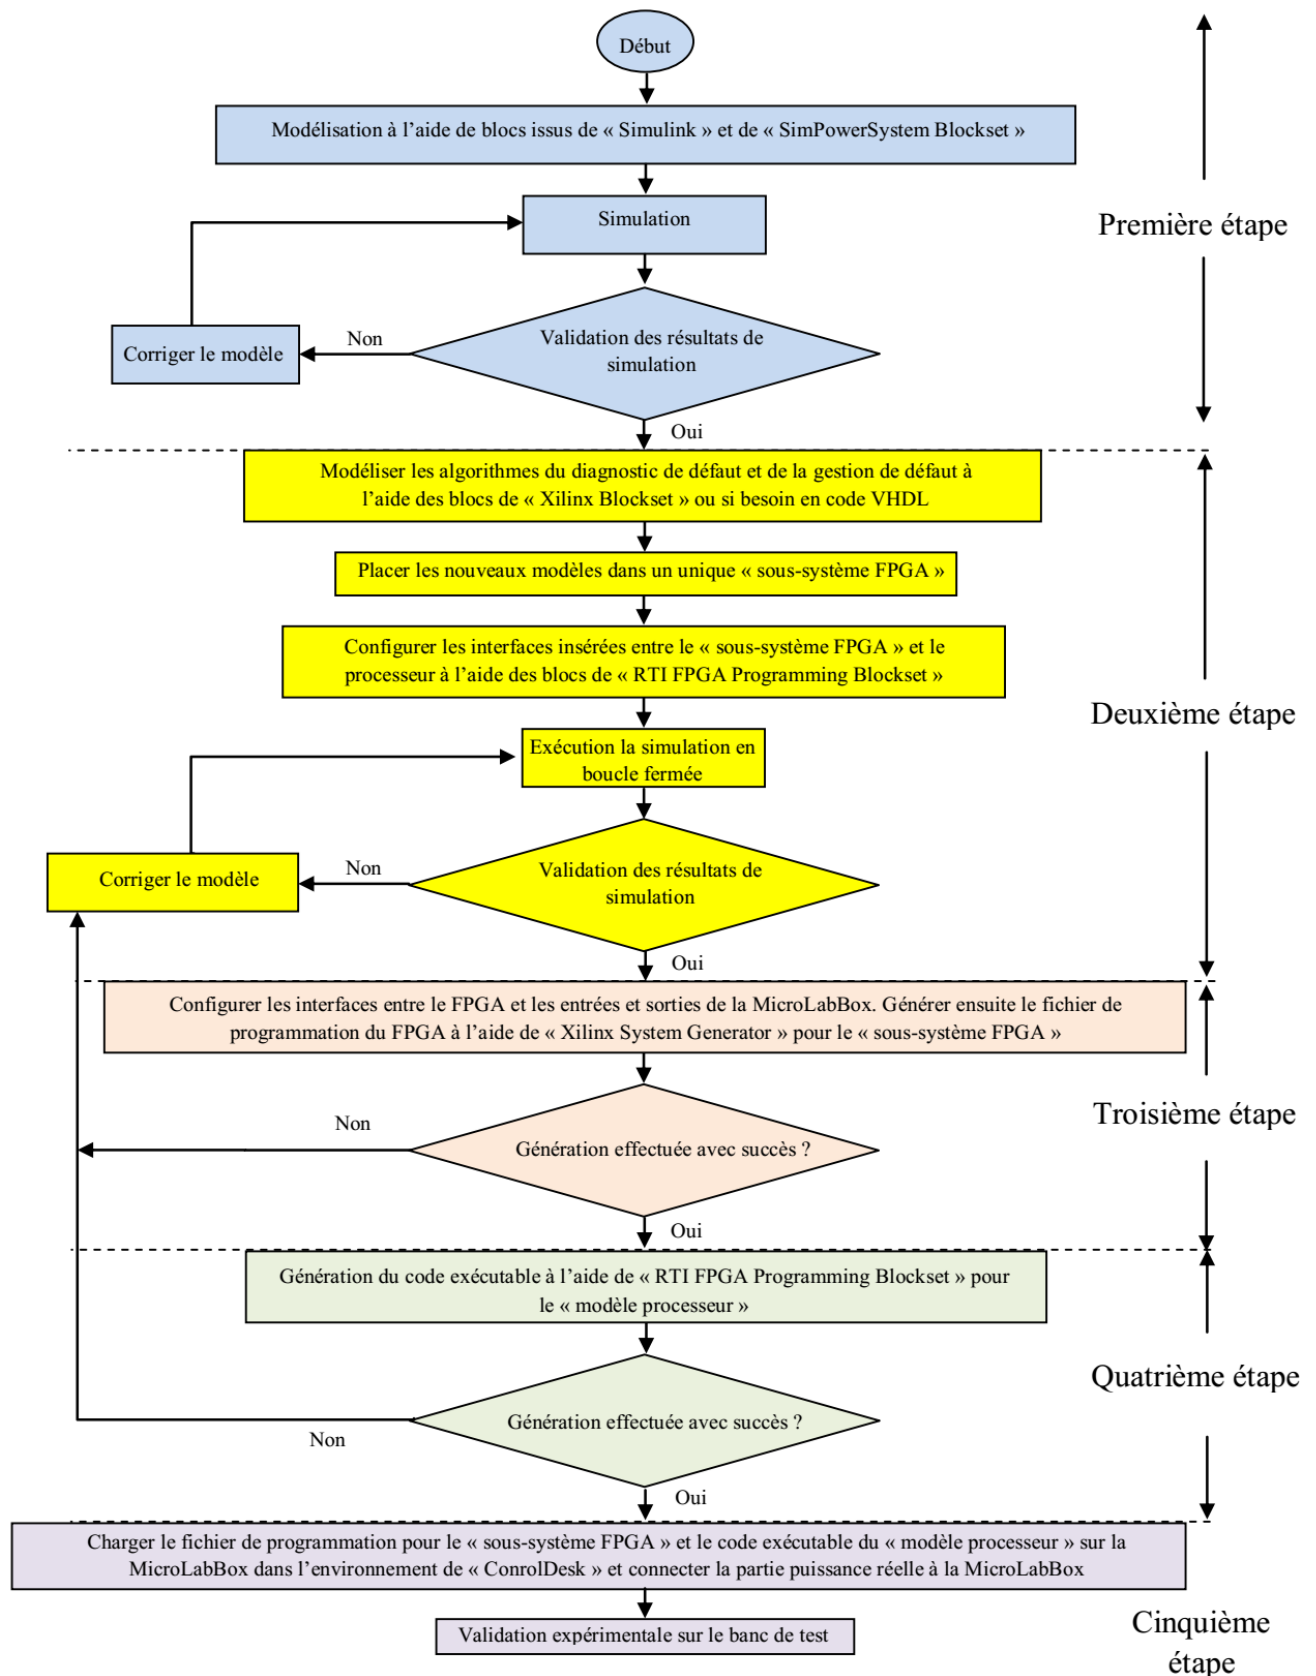 Début
Modélisation à l’aide de blocs issus de « Simulink » et de « SimPowerSystem Blockset »
Simulation
Première étape
Validation des résultats de
simulation
Non
Corriger le modèle
Oui
Modéliser les algorithmes du diagnostic de défaut et de la gestion de défaut à
l’aide des blocs de « Xilinx Blockset » ou si besoin en code VHDL
Placer les nouveaux modèles dans un unique « sous-système FPGA »
Configurer les interfaces insérées entre le « sous-système FPGA » et le
processeur à l’aide des blocs de « RTI FPGA Programming Blockset »
Deuxième étape
Exécution la simulation en
boucle fermée
Validation des résultats de
simulation
Non
Corriger le modèle
Oui
Configurer les interfaces entre le FPGA et les entrées et sorties de la MicroLabBox. Générer ensuite le fichier de
programmation du FPGA à l’aide de « Xilinx System Generator » pour le « sous-système FPGA »
Troisième étape
Non
Génération effectuée avec succès ?
Oui
Génération du code exécutable à l’aide de « RTI FPGA Programming Blockset » pour
le « modèle processeur »
Quatrième étape
Génération effectuée avec succès ?
Non
Oui
Charger le fichier de programmation pour le « sous-système FPGA » et le code exécutable du « modèle processeur » sur la
MicroLabBox dans l’environnement de « ConrolDesk » et connecter la partie puissance réelle à la MicroLabBox
Validation expérimentale sur le banc de test
Cinquième
étape